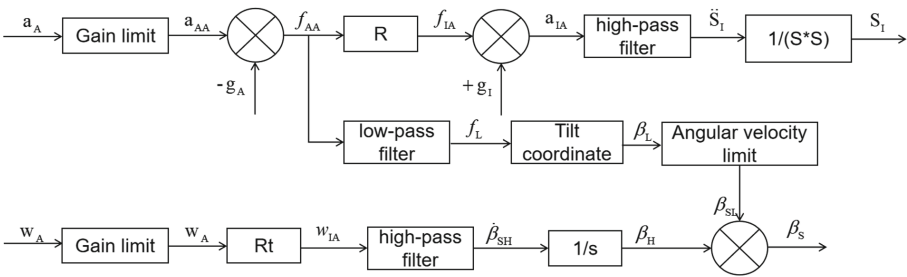 a_A Gain limit a_AA f_AA R f_IA a_IA high-pass filter S̈_I 1/(S*S) S_I
- g_A + g_I
low-pass filter f_L Tilt coordinate β_L Angular velocity limit
β_SL
w_A Gain limit w_A Rt w_IA high-pass filter β̇_SH 1/s β_H β_S